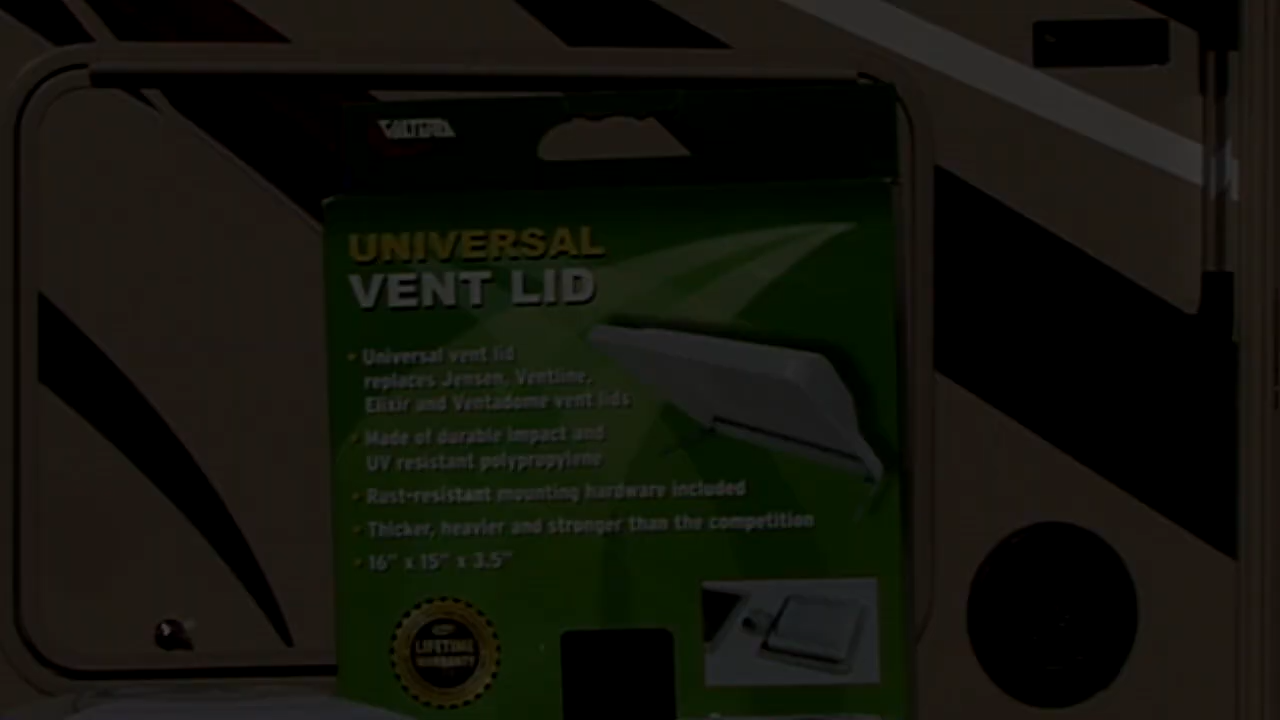 VALTERRA
UNIVERSAL
VENT LID
• Universal vent lid
replaces Jensen, Ventline,
Elixir and Ventadome vent lids
• Made of durable impact and
UV resistant polypropylene
• Rust-resistant mounting hardware included
• Thicker, heavier and stronger than the competition
• 16" x 15" x 3.5"
LIFETIME
WARRANTY